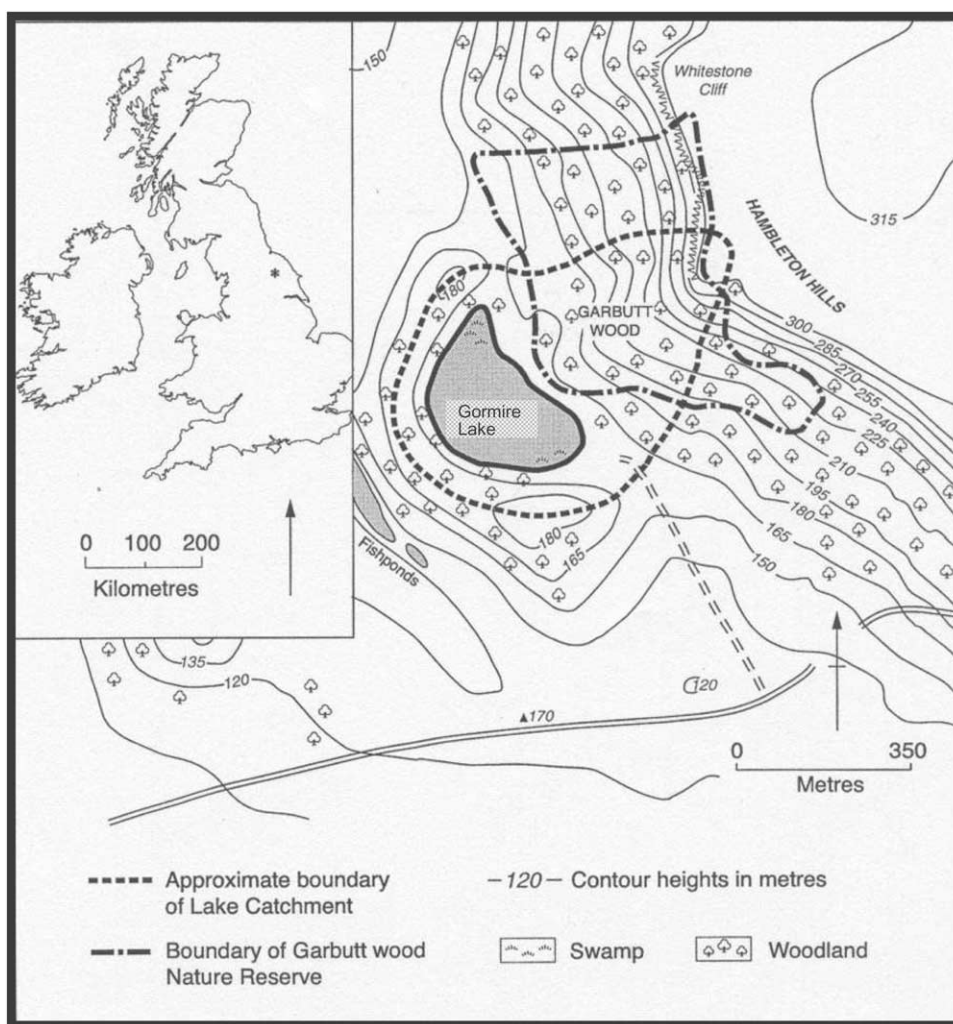 150
Whitestone
Cliff
HAMBLETON HILLS
315
180
GARBUTT
WOOD
300
285
270
255
240
225
210
195
180
165
150
Gormire
Lake
180
165
Fishponds
0 100 200
Kilometres
135
120
120
170
0 350
Metres
Approximate boundary
of Lake Catchment
Boundary of Garbutt wood
Nature Reserve
120 Contour heights in metres
Swamp
Woodland